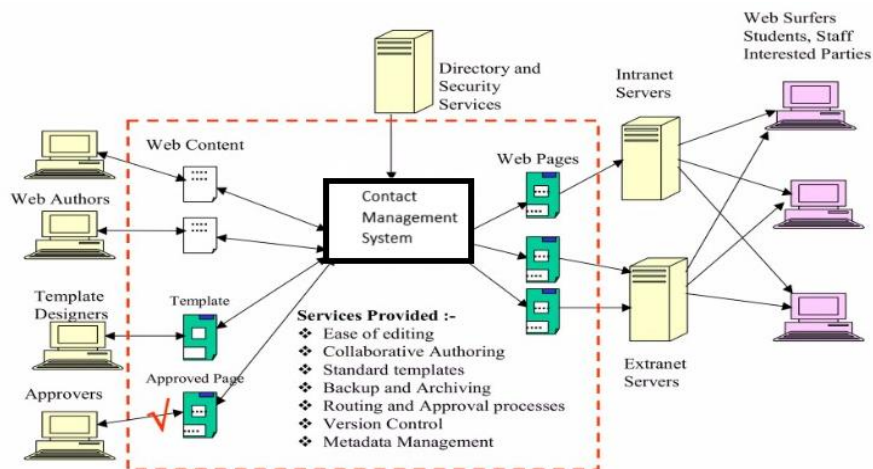 Web Surfers
Students, Staff
Interested Parties
Directory and
Security
Services
Intranet
Servers
Web Content
Web Pages
Web Authors
Contact
Management
System
Template
Designers
Template
Services Provided :-
❖ Ease of editing
❖ Collaborative Authoring
❖ Standard templates
❖ Backup and Archiving
❖ Routing and Approval processes
❖ Version Control
❖ Metadata Management
Approved Page
Approvers
Extranet
Servers